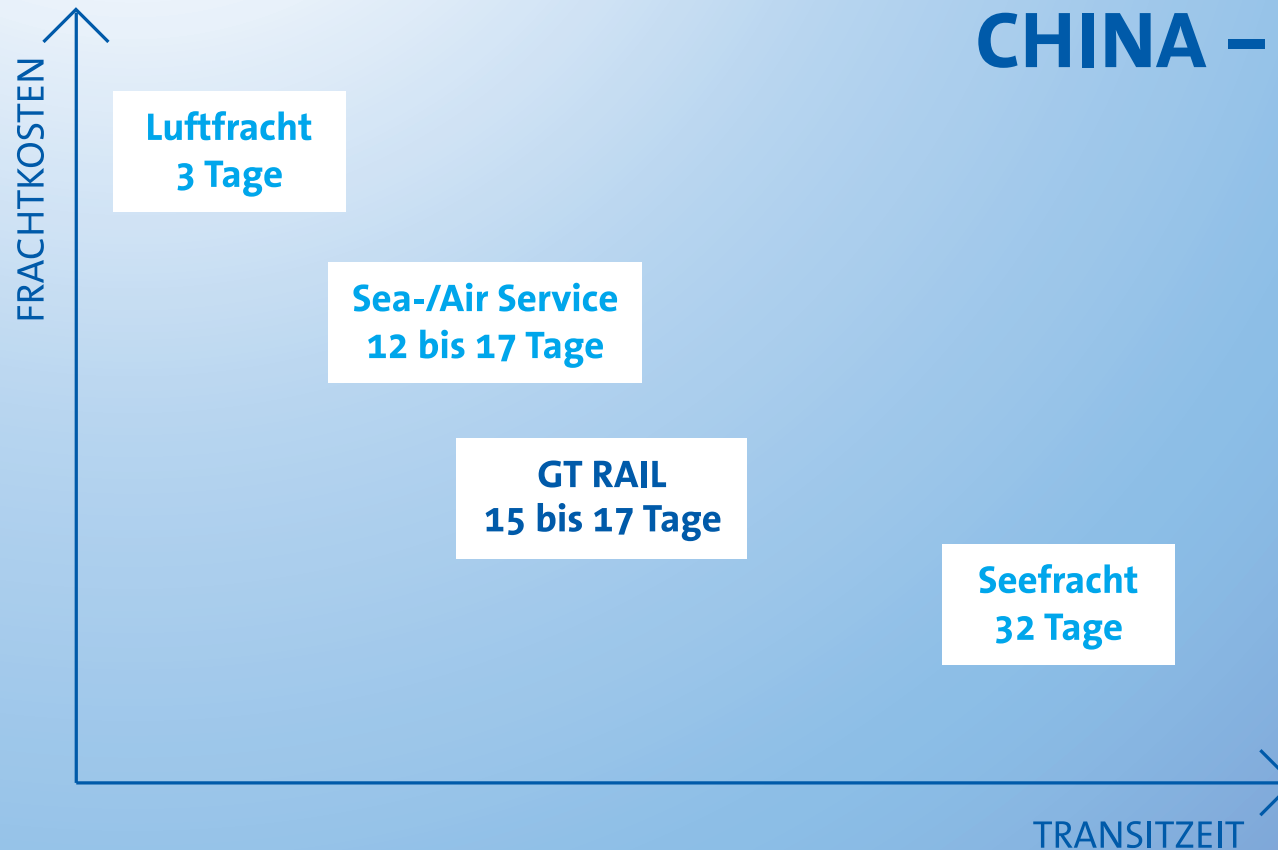 CHINA –
FRACHTKOSTEN
Luftfracht
3 Tage
Sea-/Air Service
12 bis 17 Tage
GT RAIL
15 bis 17 Tage
Seefracht
32 Tage
TRANSITZEIT